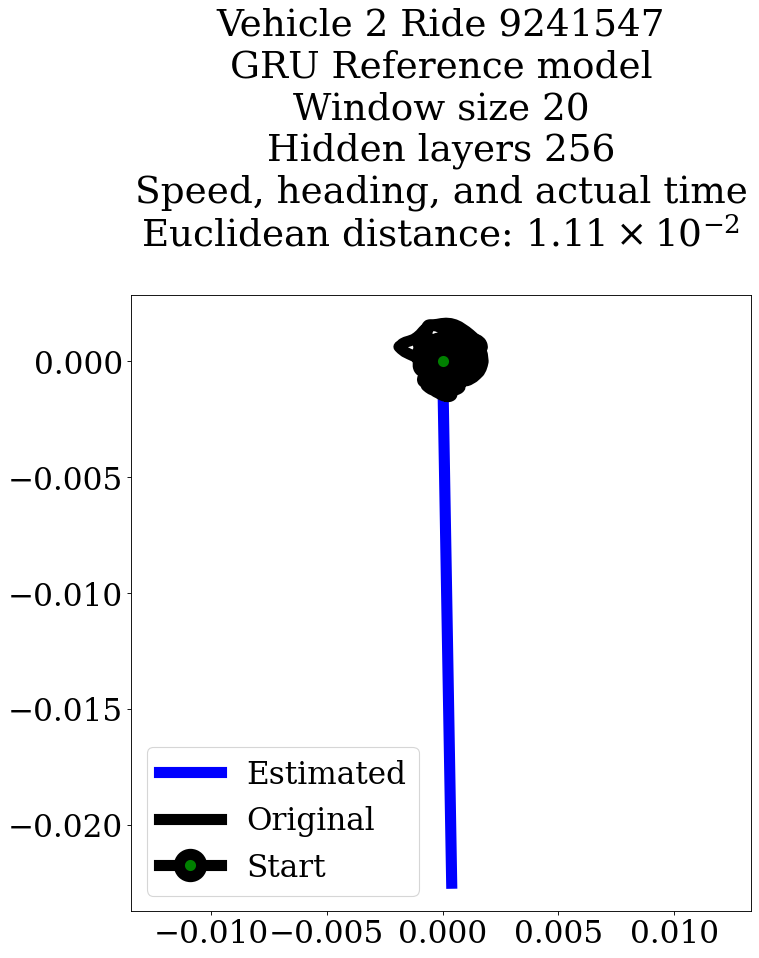 Vehicle 2 Ride 9241547
GRU Reference model
Window size 20
Hidden layers 256
Speed, heading, and actual time
Euclidean distance: 1.11 × 10⁻²
0.000
−0.005
−0.010
−0.015
−0.020
Estimated
Original
Start
−0.010 −0.005 0.000 0.005 0.010